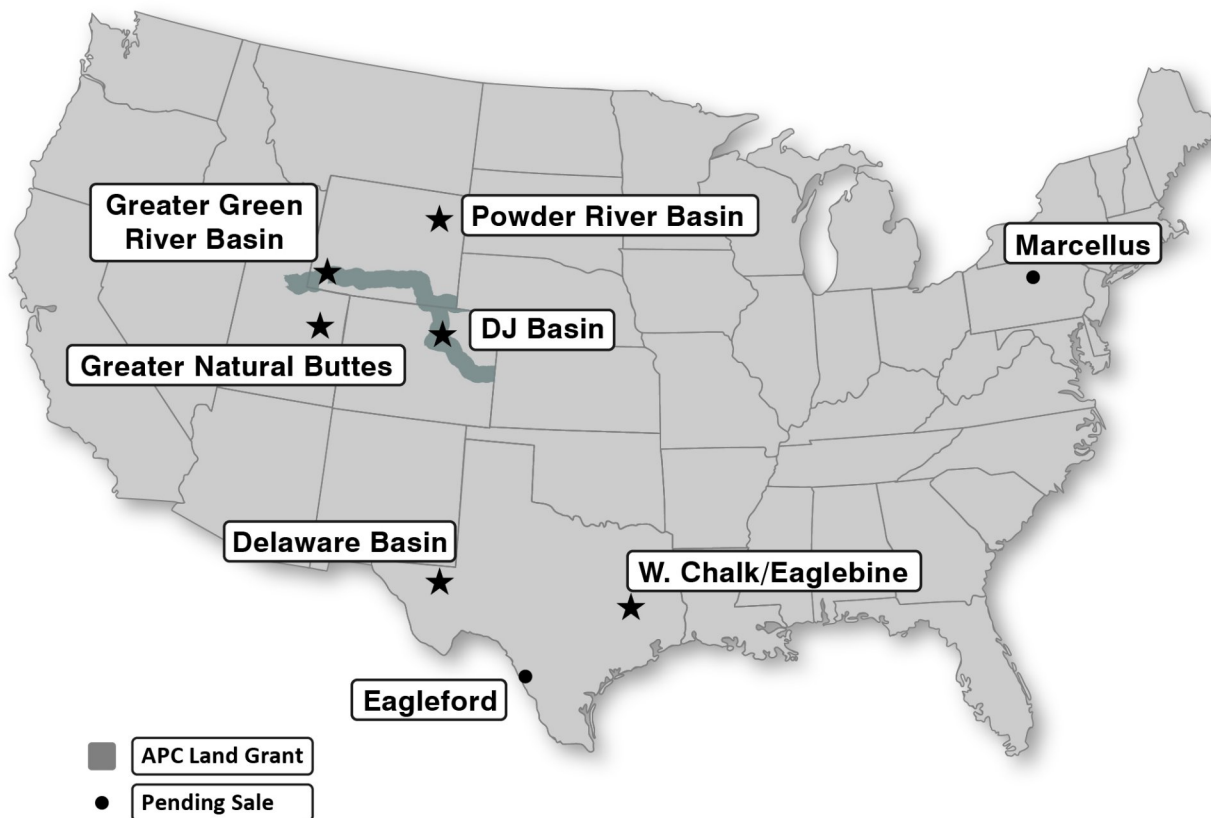 Greater Green
River Basin
Powder River Basin
Marcellus
DJ Basin
Greater Natural Buttes
Delaware Basin
W. Chalk/Eaglebine
Eagleford
APC Land Grant
Pending Sale